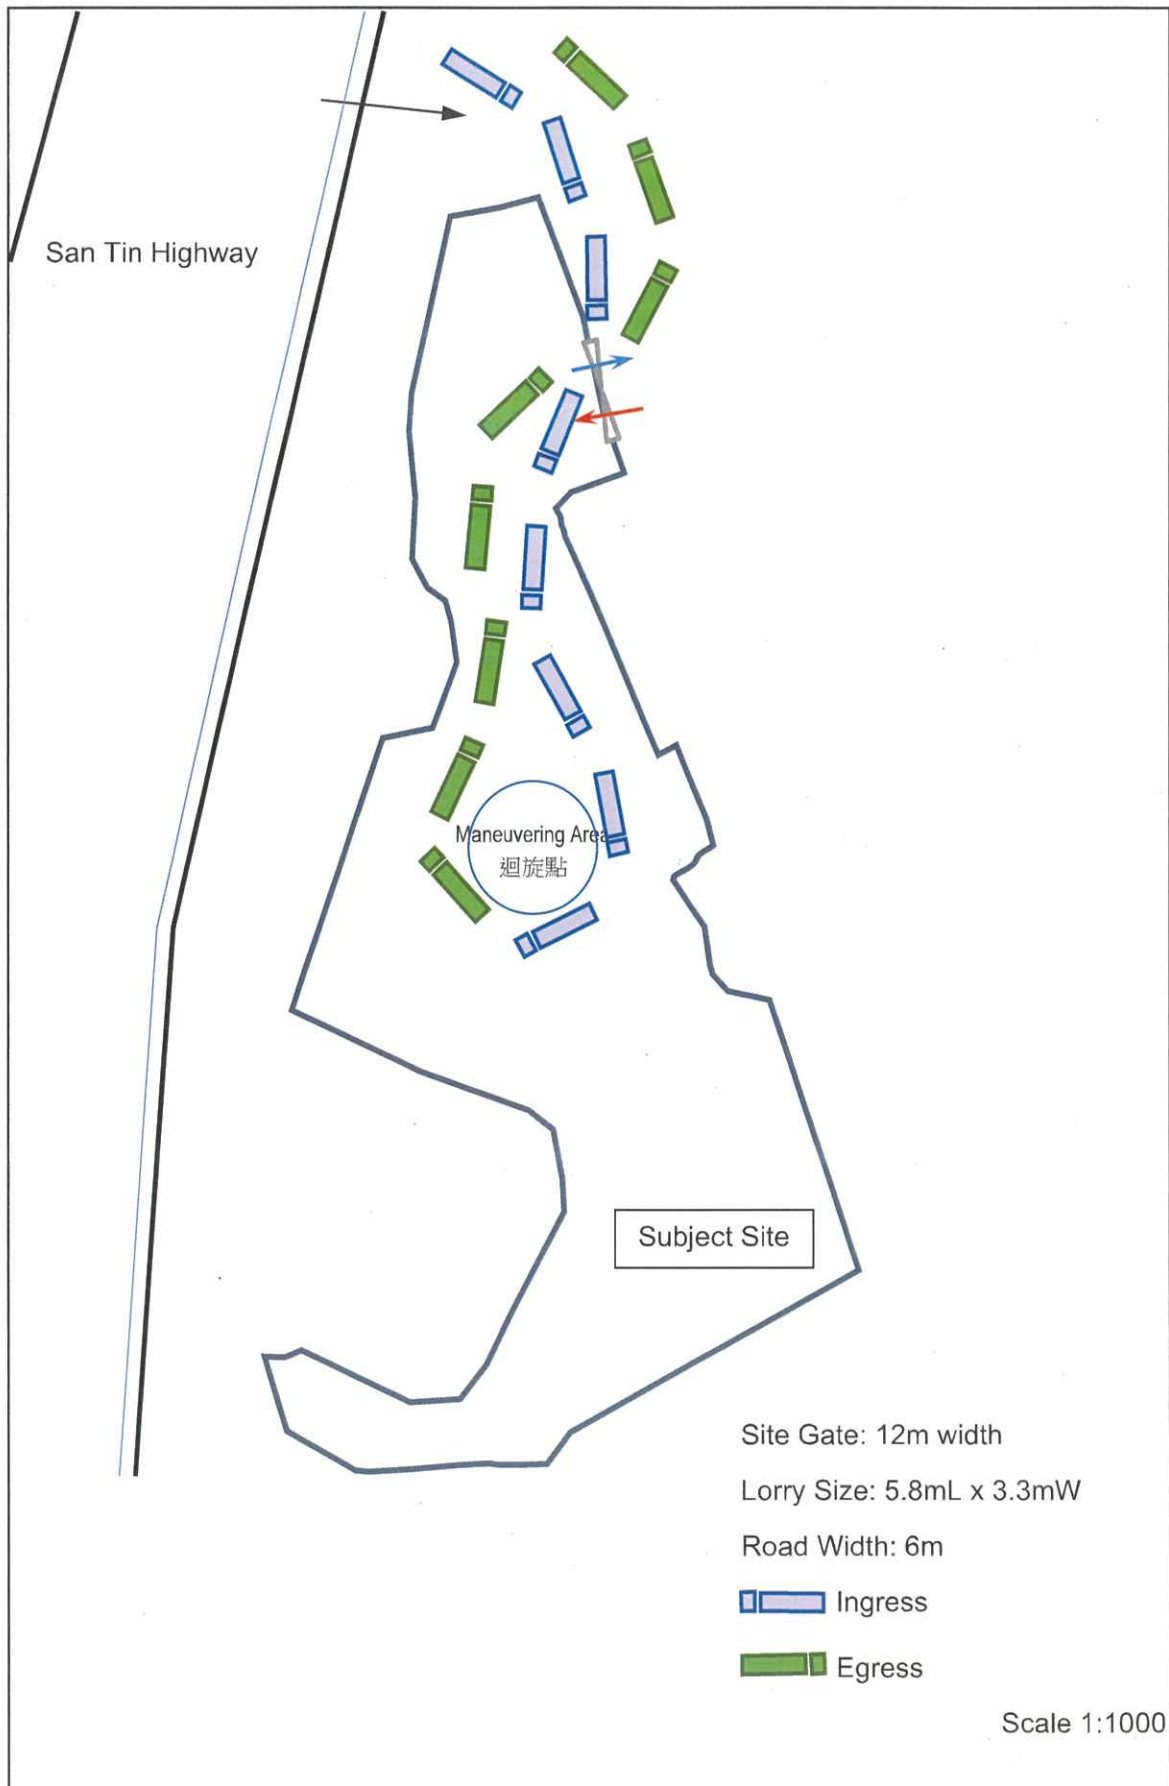 San Tin Highway
Maneuvering Area
迴旋點
Subject Site
Site Gate: 12m width
Lorry Size: 5.8mL x 3.3mW
Road Width: 6m
Ingress
Egress
Scale 1:1000